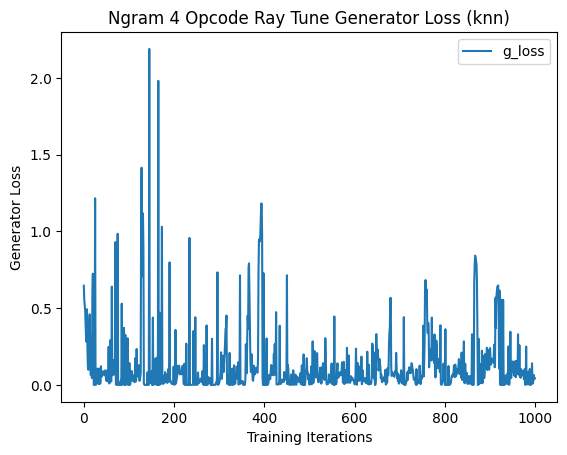 Ngram 4 Opcode Ray Tune Generator Loss (knn)
g_loss
2.0
1.5
1.0
0.5
0.0
Generator Loss
0 200 400 600 800 1000
Training Iterations